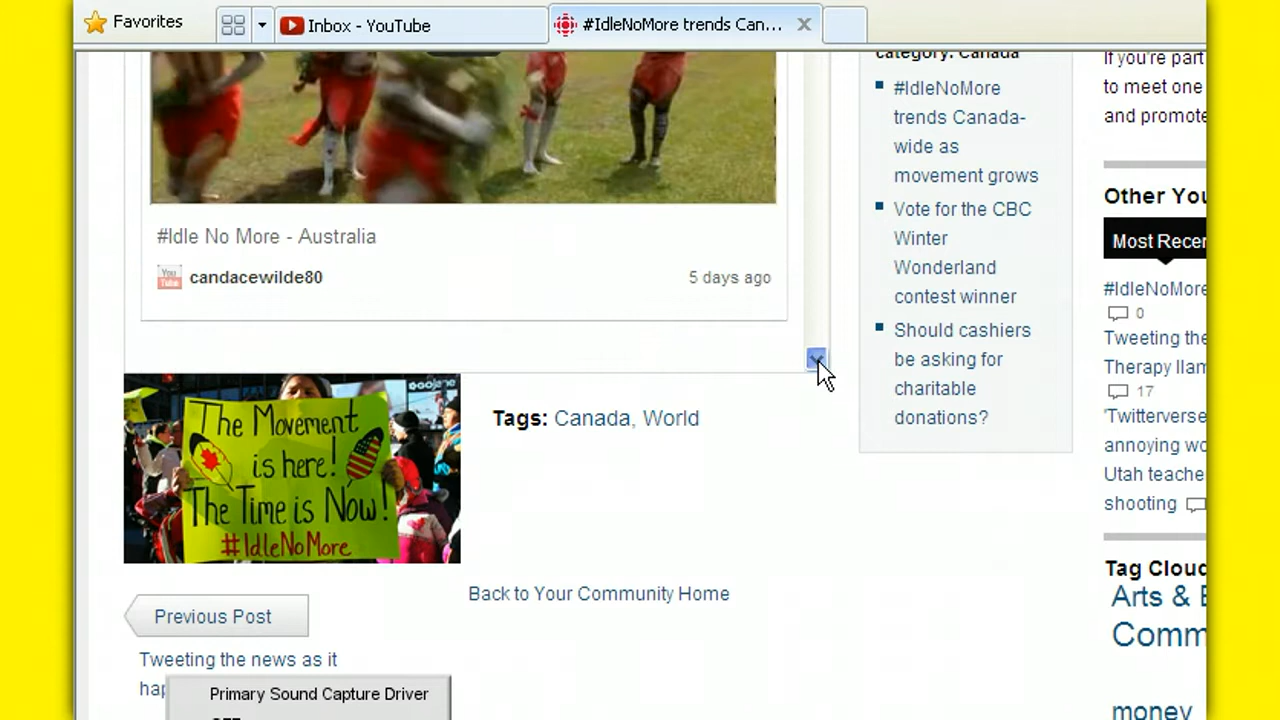 Favorites
Inbox - YouTube
#IdleNoMore trends Can...
#Idle No More - Australia
You Tube
candacewilde80
5 days ago
The Movement
is here!
The Time is Now!
#IdleNoMore
Tags: Canada, World
Back to Your Community Home
Previous Post
Tweeting the news as it
hap
Primary Sound Capture Driver
category: Canada
#IdleNoMore
trends Canada-
wide as
movement grows
Vote for the CBC
Winter
Wonderland
contest winner
Should cashiers
be asking for
charitable
donations?
If you're part
to meet one
and promote
Other You
Most Recen
#IdleNoMore
0
Tweeting the
Therapy llam
17
'Twitterverse
annoying wo
Utah teache
shooting
Tag Cloud
Arts & E
Comm
money